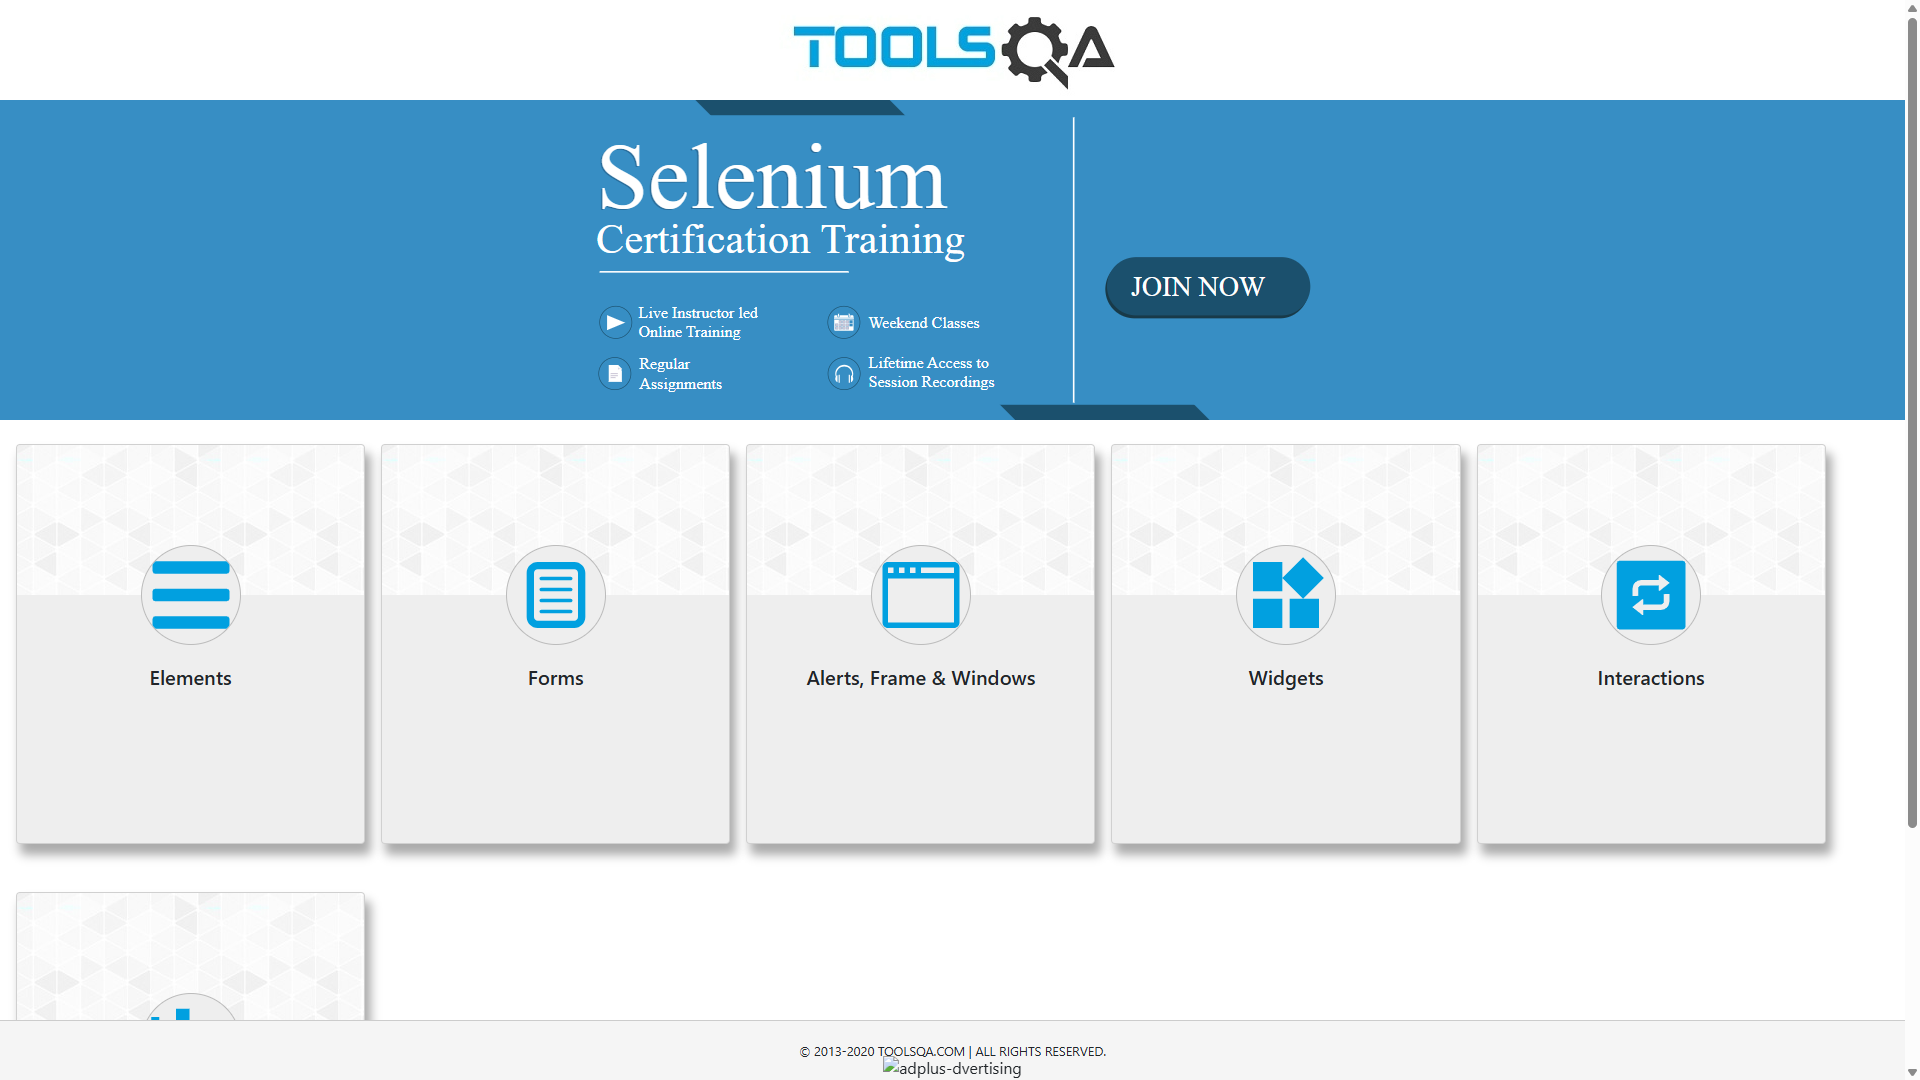 TOOLSQA
Selenium
Certification Training
Live Instructor led
Online Training
Weekend Classes
Regular
Assignments
Lifetime Access to
Session Recordings
JOIN NOW
Elements
Forms
Alerts, Frame & Windows
Widgets
Interactions
© 2013-2020 TOOLSQA.COM | ALL RIGHTS RESERVED.
adplus-dvertising